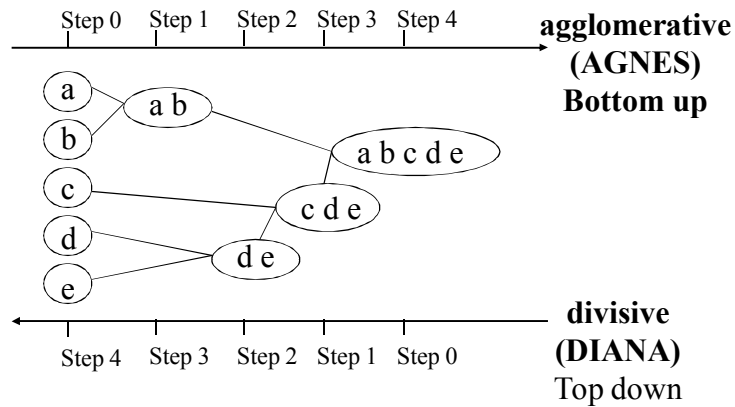 Step 0 Step 1 Step 2 Step 3 Step 4
agglomerative
(AGNES)
Bottom up
a
a b
b
a b c d e
c
c d e
d
d e
e
divisive
(DIANA)
Top down
Step 4 Step 3 Step 2 Step 1 Step 0